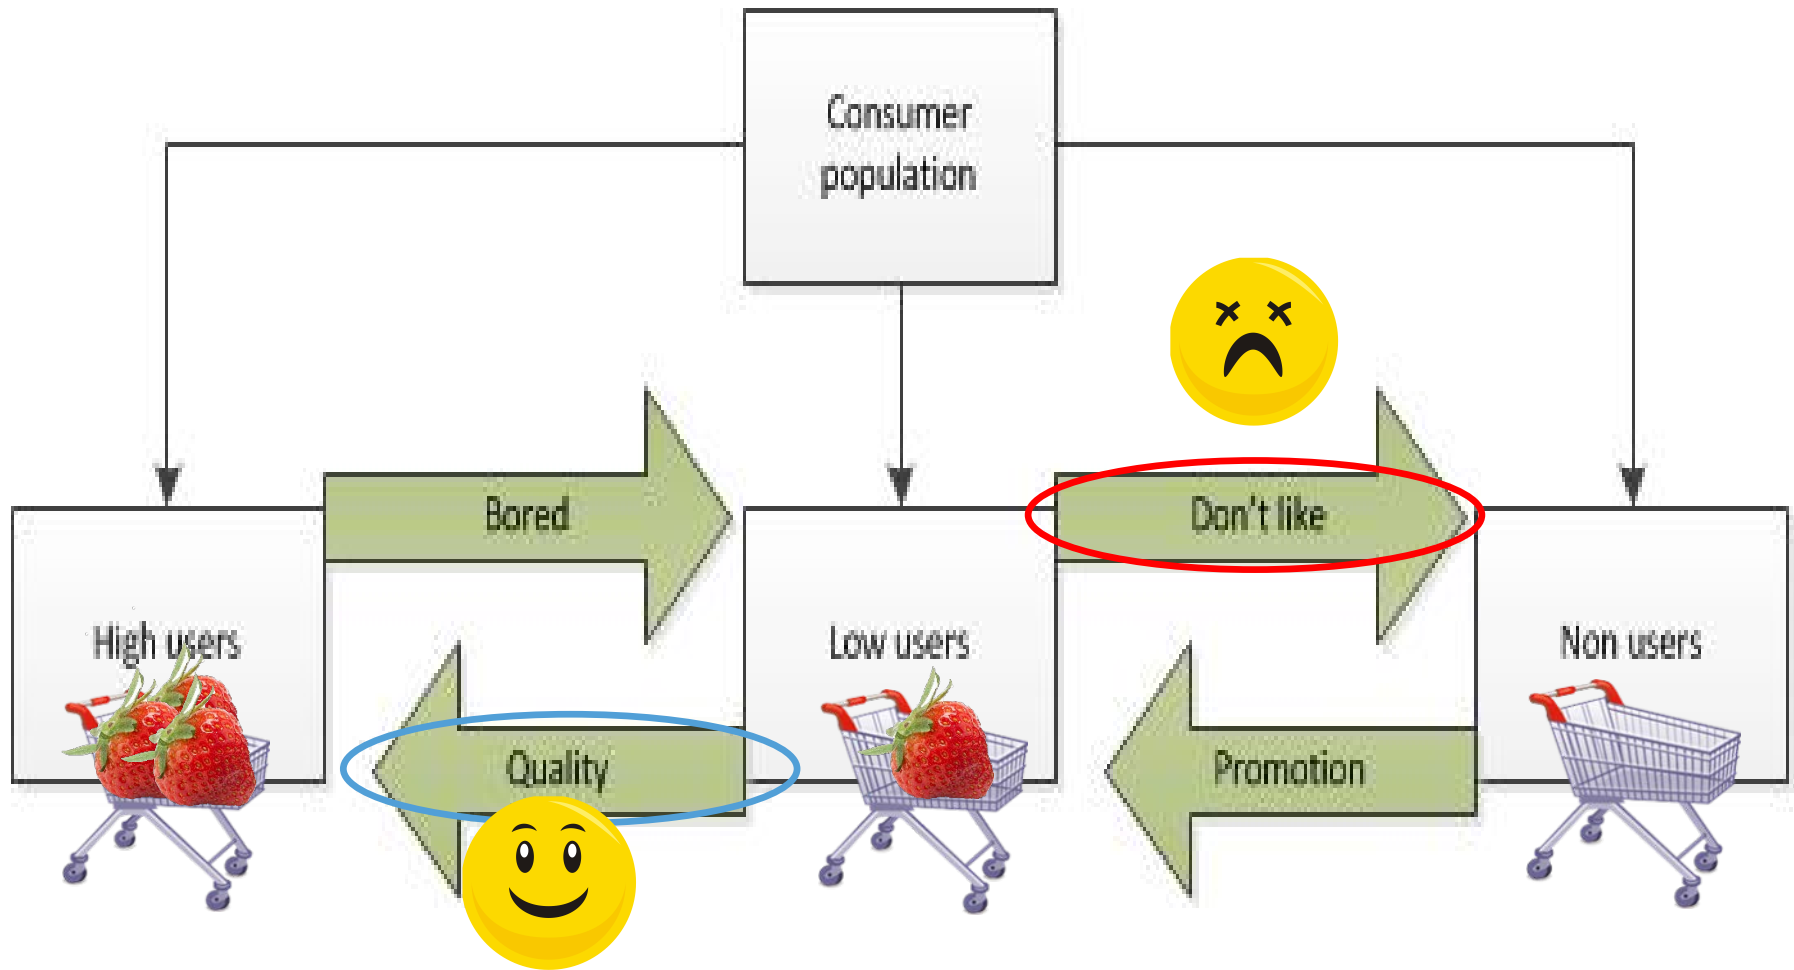 Consumer
population
Bored
Don't like
High users
Low users
Non users
Quality
Promotion